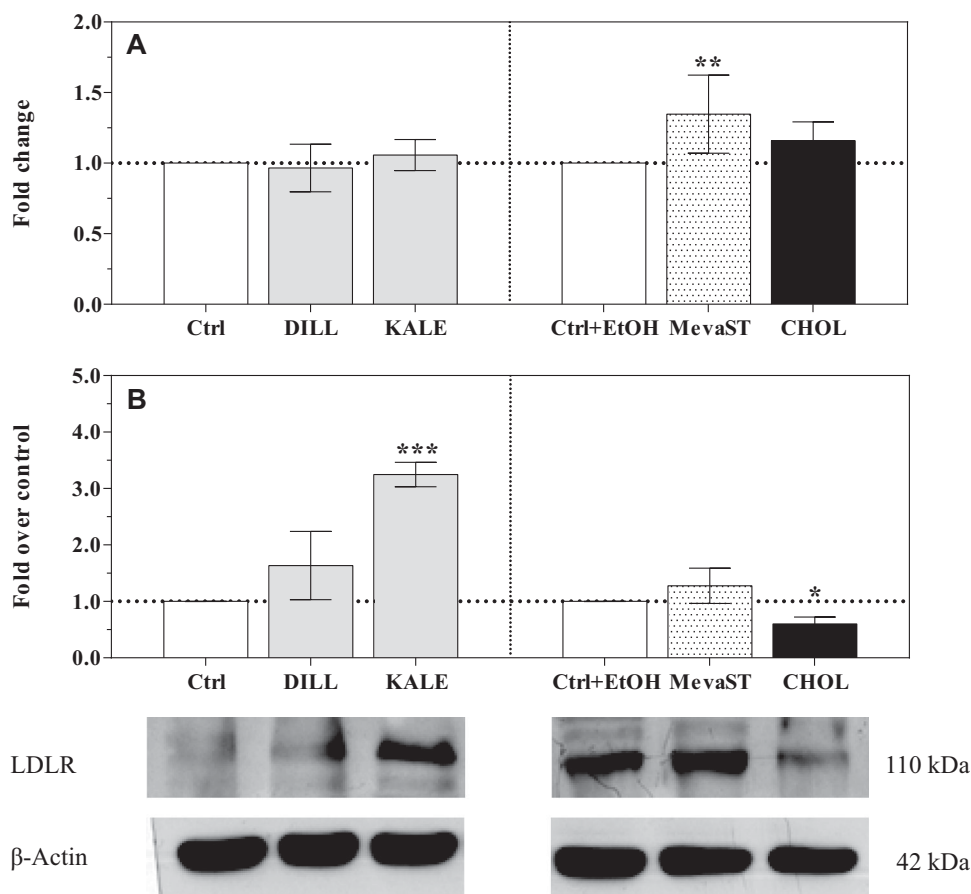 A
Fold change
2.0
1.5
1.0
0.5
0.0
**
Ctrl DILL KALE Ctrl+EtOH MevaST CHOL
B
Fold over control
5.0
4.0
3.0
2.0
1.0
0.0
***
*
Ctrl DILL KALE Ctrl+EtOH MevaST CHOL
LDLR 110 kDa
β-Actin 42 kDa